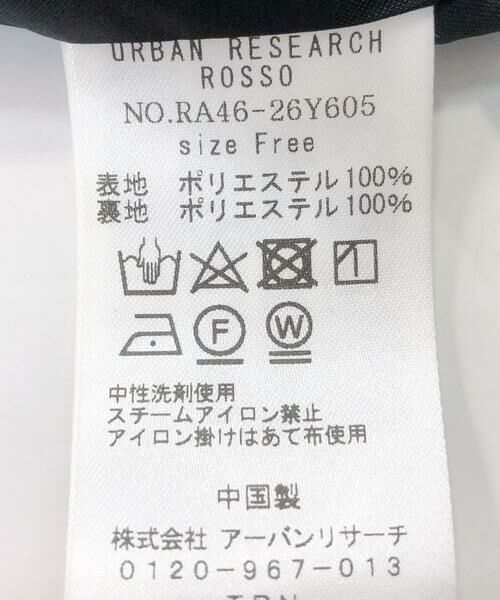 URBAN RESEARCH
ROSSO
NO.RA46-26Y605
size Free
表地 ポリエステル100%
裏地 ポリエステル100%
F W
中性洗剤使用
スチームアイロン禁止
アイロン掛けはあて布使用
中国製
株式会社 アーバンリサーチ
0120-967-013